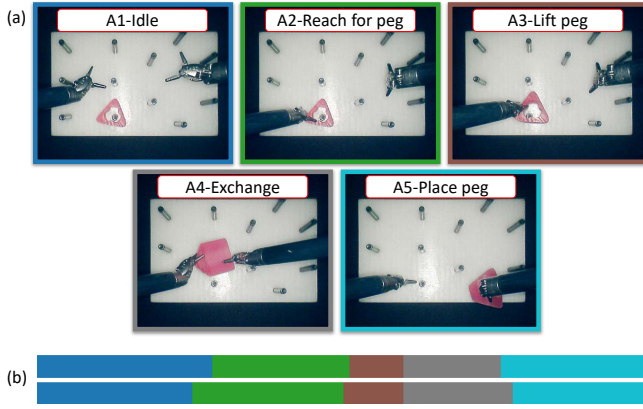 (a)
A1-Idle
A2-Reach for peg
A3-Lift peg
A4-Exchange
A5-Place peg
(b)